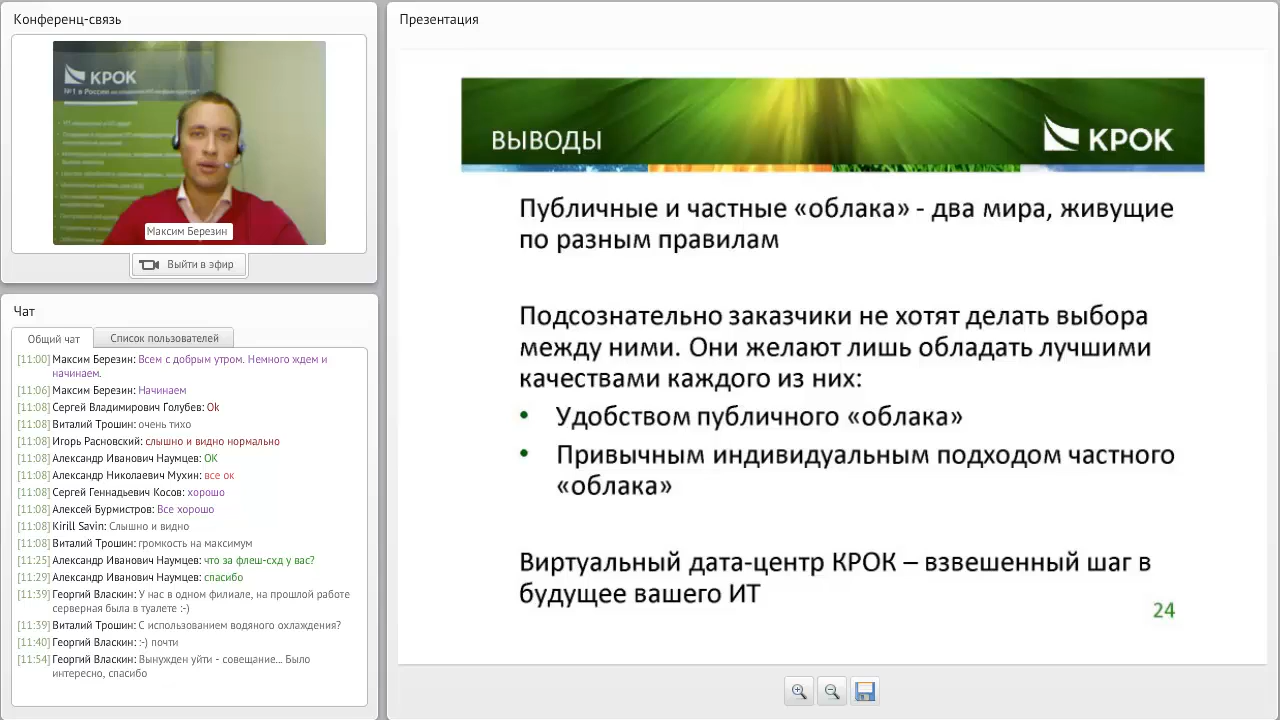 Конференц-связь
КРОК
№1 в России
Максим Березин
Выйти в эфир
Чат
Общий чат
Список пользователей
[11:00] Максим Березин: Всем с добрым утром. Немного ждем и
начинаем.
[11:06] Максим Березин: Начинаем
[11:08] Сергей Владимирович Голубев: Ok
[11:08] Виталий Трошин: очень тихо
[11:08] Игорь Расновский: слышно и видно нормально
[11:08] Александр Иванович Наумцев: ОК
[11:08] Александр Николаевич Мухин: все ок
[11:08] Сергей Геннадьевич Косов: хорошо
[11:08] Алексей Бурмистров: Все хорошо
[11:08] Kirill Savin: Слышно и видно
[11:08] Виталий Трошин: громкость на максимум
[11:25] Александр Иванович Наумцев: что за флеш-схд у вас?
[11:29] Александр Иванович Наумцев: спасибо
[11:39] Георгий Власкин: У нас в одном филиале, на прошлой работе
серверная была в туалете :-)
[11:39] Виталий Трошин: С использованием водяного охлаждения?
[11:40] Георгий Власкин: :-) почти
[11:54] Георгий Власкин: Вынужден уйти - совещание... Было
интересно, спасибо
Презентация
ВЫВОДЫ
КРОК
Публичные и частные «облака» - два мира, живущие
по разным правилам
Подсознательно заказчики не хотят делать выбора
между ними. Они желают лишь обладать лучшими
качествами каждого из них:
• Удобством публичного «облака»
• Привычным индивидуальным подходом частного
«облака»
Виртуальный дата-центр КРОК – взвешенный шаг в
будущее вашего ИТ
24